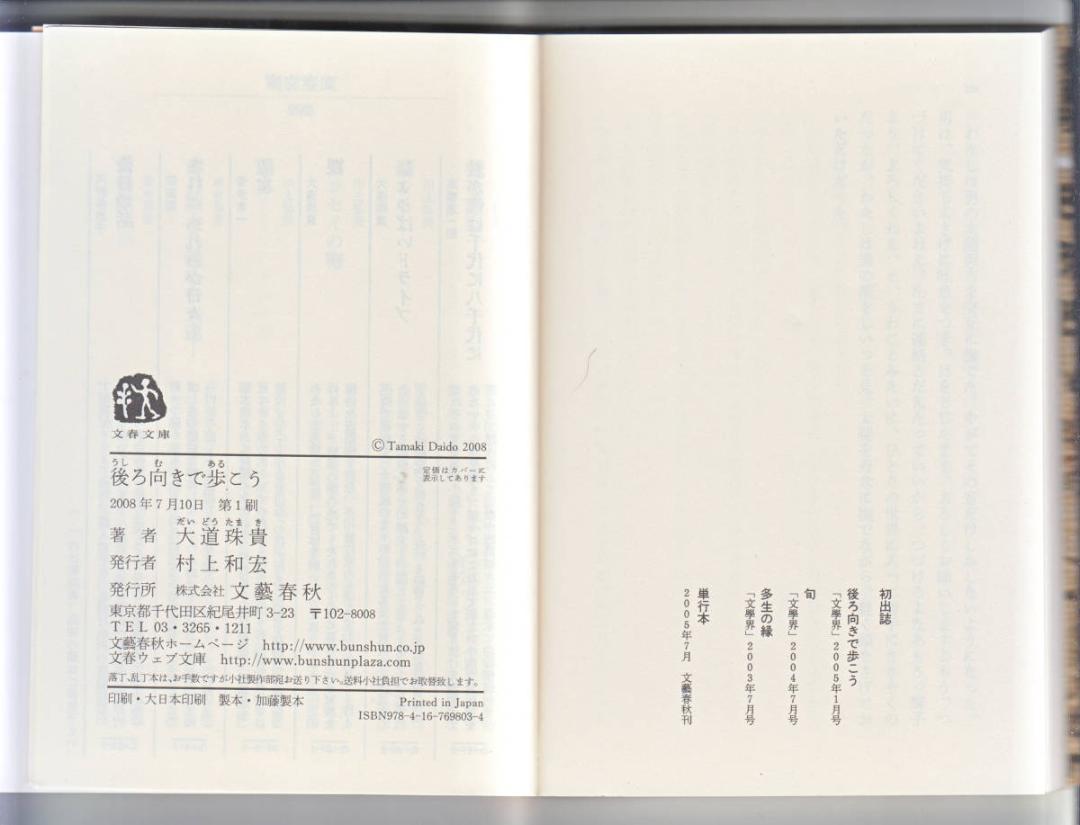 初出誌
後ろ向きで歩こう
「文學界」2005年1月号
旬
「文學界」2004年7月号
多生の縁
「文學界」2003年7月号
単行本
2005年7月 文藝春秋刊
文春文庫
©Tamaki Daido 2008
うし む ある
後ろ向きで歩こう
定価はカバーに
表示してあります
2008年7月10日 第1刷
だい どう たま き
著者 大道珠貴
発行者 村上和宏
発行所 株式会社 文藝春秋
東京都千代田区紀尾井町3-23 〒102-8008
TEL 03・3265・1211
文藝春秋ホームページ http://www.bunshun.co.jp
文春ウェブ文庫 http://www.bunshunplaza.com
落丁、乱丁本は、お手数ですが小社製作部宛お送り下さい。送料小社負担でお取替致します。
印刷・大日本印刷 製本・加藤製本
Printed in Japan
ISBN978-4-16-769803-4